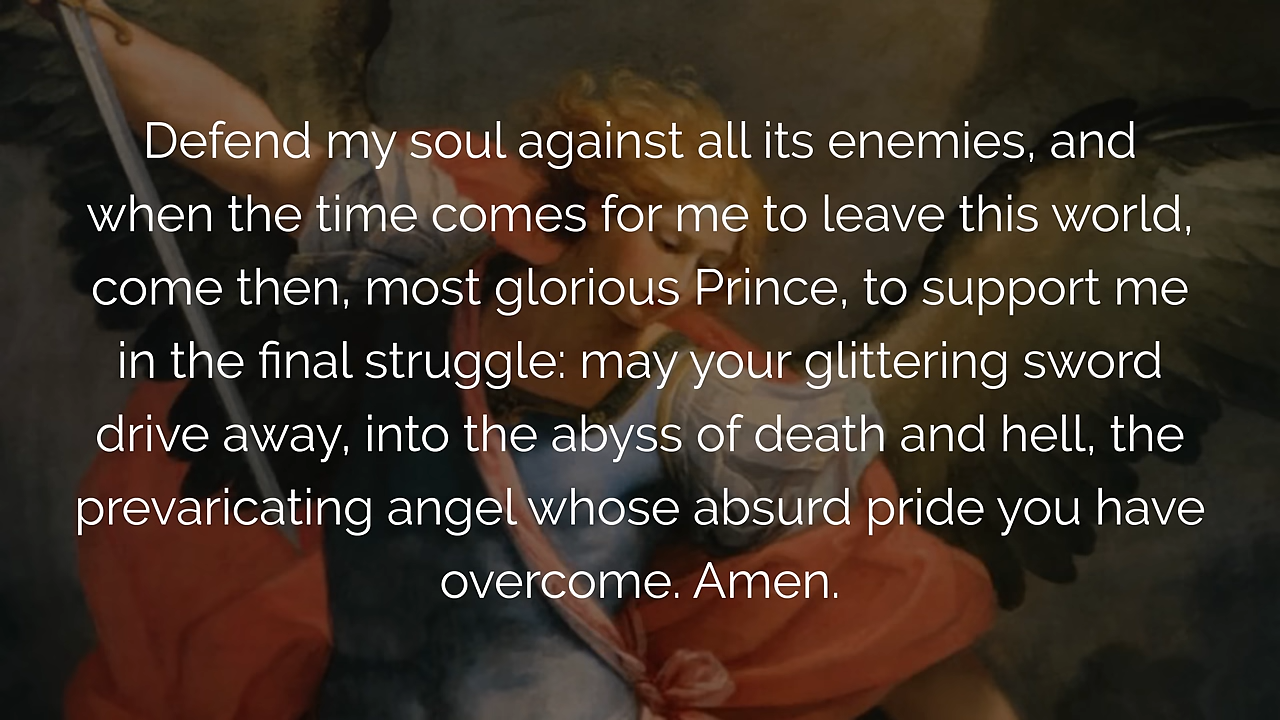 Defend my soul against all its enemies, and
when the time comes for me to leave this world,
come then, most glorious Prince, to support me
in the final struggle: may your glittering sword
drive away, into the abyss of death and hell, the
prevaricating angel whose absurd pride you have
overcome. Amen.